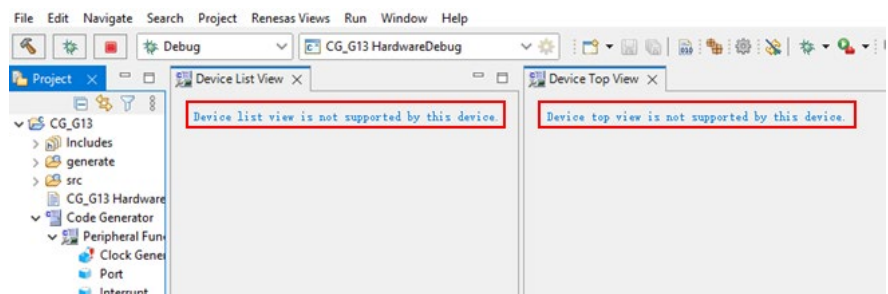 File Edit Navigate Search Project Renesas Views Run Window Help
Debug CG_G13 HardwareDebug
Project Device List View Device Top View
Device list view is not supported by this device.
Device top view is not supported by this device.
CG_G13
Includes
generate
src
CG_G13 Hardware
Code Generator
Peripheral Fun
Clock Gene
Port
Interrupt